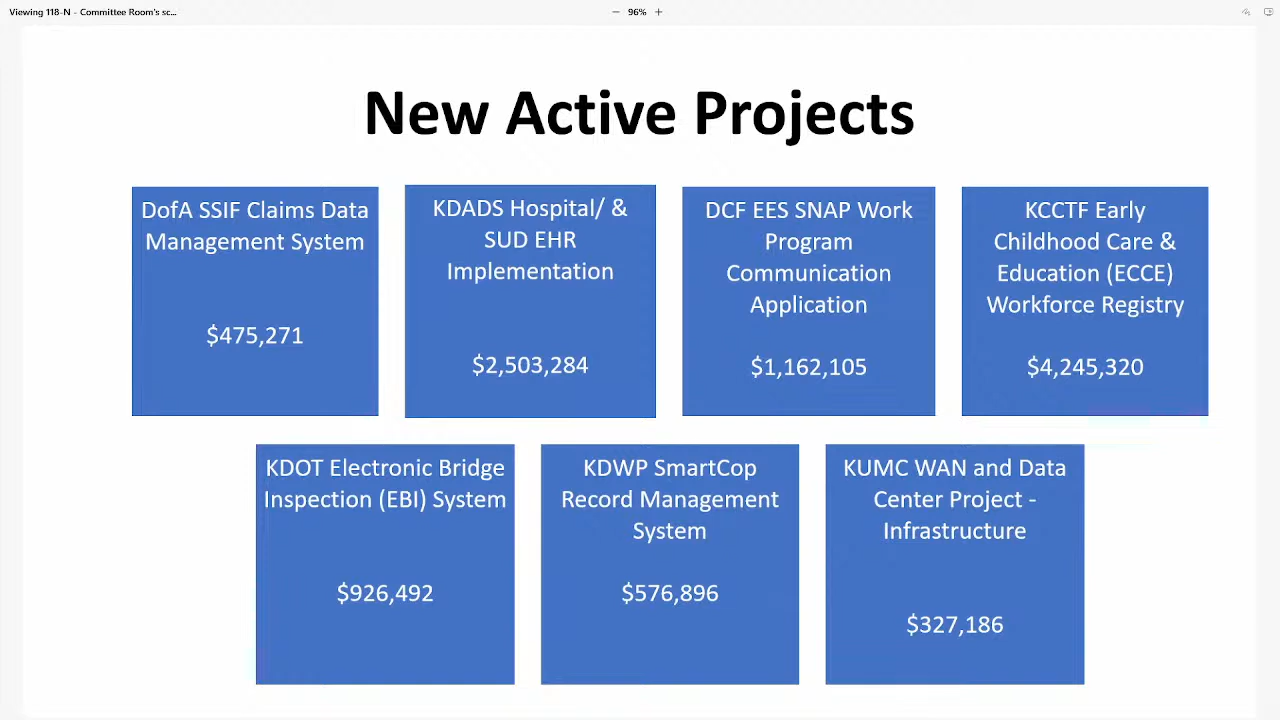 Viewing 118-N - Committee Room's sc...
96%
New Active Projects
DofA SSIF Claims Data
Management System
$475,271
KDADS Hospital/ &
SUD EHR
Implementation
$2,503,284
DCF EES SNAP Work
Program
Communication
Application
$1,162,105
KCCTF Early
Childhood Care &
Education (ECCE)
Workforce Registry
$4,245,320
KDOT Electronic Bridge
Inspection (EBI) System
$926,492
KDWP SmartCop
Record Management
System
$576,896
KUMC WAN and Data
Center Project -
Infrastructure
$327,186